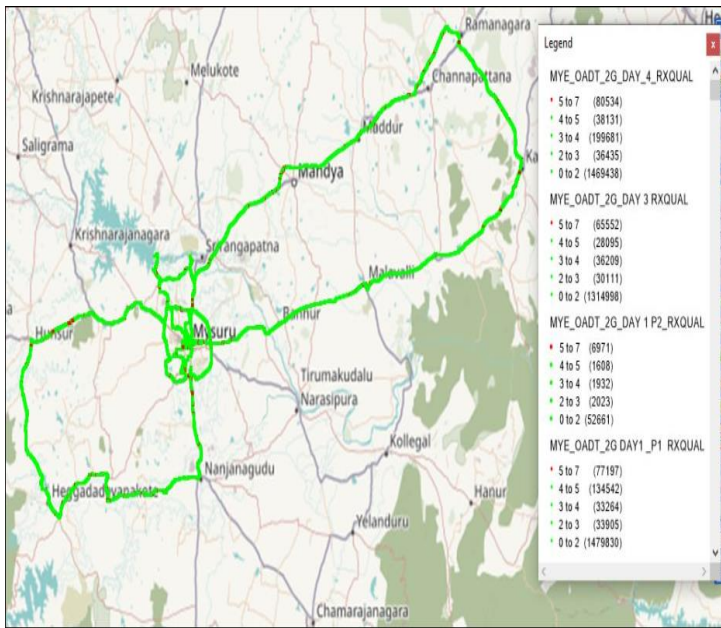 He
Ramanagara
Melukote
Channapattana
Krishnarajapete
Maddur
Saligrama
Ka
Mandya
Krishnarajanagara
Srirangapatna
Malavalli
a
Bannur
Hunsur
Mysuru
Tirumakudalu
Narasipura
Kollegal
Nanjanagudu
Heggadadevanakote
Hanur
Yelanduru
Chamarajanagara
Legend
x
MYE_OADT_2G_DAY_4_RXQUAL
5 to 7 (80534)
4 to 5 (38131)
3 to 4 (199681)
2 to 3 (36435)
0 to 2 (1469438)
MYE_OADT_2G_DAY 3 RXQUAL
5 to 7 (65552)
4 to 5 (28095)
3 to 4 (36209)
2 to 3 (30111)
0 to 2 (1314998)
MYE_OADT_2G_DAY 1 P2_RXQUAL
5 to 7 (6971)
4 to 5 (1608)
3 to 4 (1932)
2 to 3 (2023)
0 to 2 (52661)
MYE_OADT_2G DAY1 _P1 RXQUAL
5 to 7 (77197)
4 to 5 (134542)
3 to 4 (33264)
2 to 3 (33905)
0 to 2 (1479830)